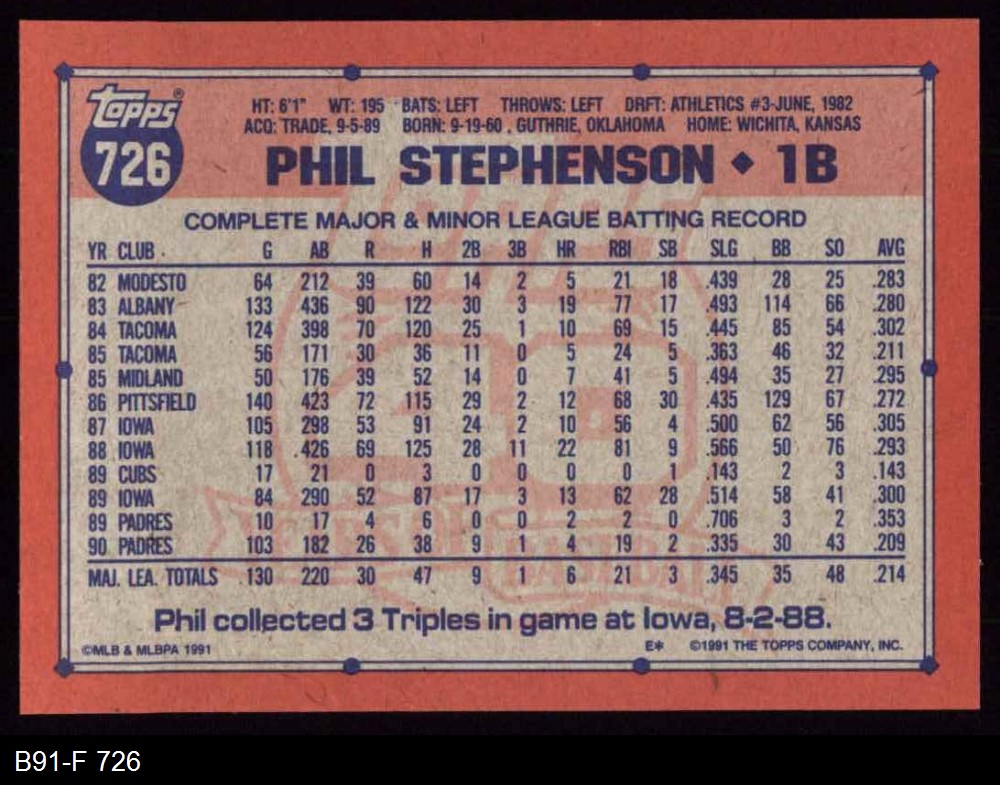 Topps®
726
HT: 6'1" WT: 195 BATS: LEFT THROWS: LEFT DRFT: ATHLETICS #3-JUNE, 1982
ACQ: TRADE, 9-5-89 BORN: 9-19-60, GUTHRIE, OKLAHOMA HOME: WICHITA, KANSAS
PHIL STEPHENSON ♦ 1B
COMPLETE MAJOR & MINOR LEAGUE BATTING RECORD
YR CLUB G AB R H 2B 3B HR RBI SB SLG BB SO AVG
82 MODESTO 64 212 39 60 14 2 5 21 18 .439 28 25 .283
83 ALBANY 133 436 90 122 30 3 19 77 17 .493 114 66 .280
84 TACOMA 124 398 70 120 25 1 10 69 15 .445 85 54 .302
85 TACOMA 56 171 30 36 11 0 5 24 5 .363 46 32 .211
85 MIDLAND 50 176 39 52 14 0 7 41 5 .494 35 27 .295
86 PITTSFIELD 140 423 72 115 29 2 12 68 30 .435 129 67 .272
87 IOWA 105 298 53 91 24 2 10 56 4 .500 62 56 .305
88 IOWA 118 426 69 125 28 11 22 81 9 .566 50 76 .293
89 CUBS 17 21 0 3 0 0 0 0 1 .143 2 3 .143
89 IOWA 84 290 52 87 17 3 13 62 28 .514 58 41 .300
89 PADRES 10 17 4 6 0 0 2 2 0 .706 3 2 .353
90 PADRES 103 182 26 38 9 1 4 19 2 .335 30 43 .209
MAJ. LEA. TOTALS 130 220 30 47 9 1 6 21 3 .345 35 48 .214
Phil collected 3 Triples in game at Iowa, 8-2-88.
©MLB & MLBPA 1991 E* ©1991 THE TOPPS COMPANY, INC.
topps
40
YEARS OF
BASEBALL
B91-F 726